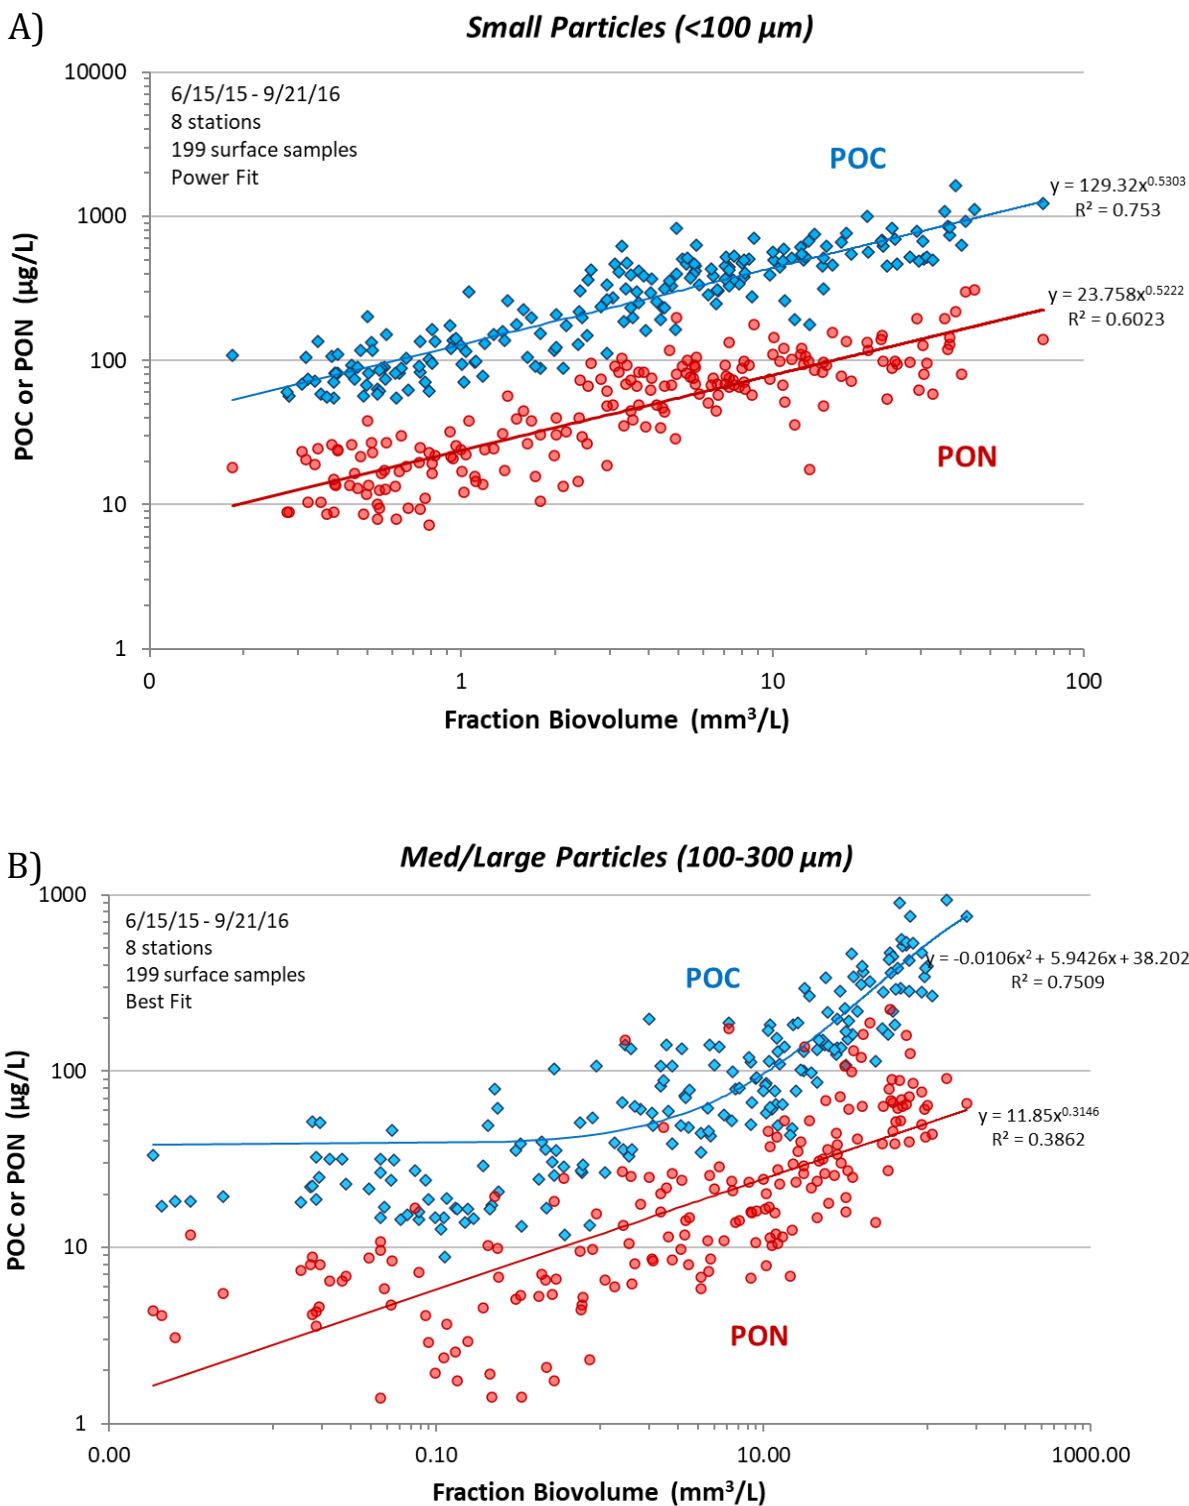 A)
Small Particles (<100 µm)
10000
1000
100
10
1
POC or PON (µg/L)
6/15/15 - 9/21/16
8 stations
199 surface samples
Power Fit
POC
y = 129.32x^0.5303
R² = 0.753
y = 23.758x^0.5222
R² = 0.6023
PON
0 1 10 100
Fraction Biovolume (mm³/L)
B)
Med/Large Particles (100-300 µm)
1000
100
10
1
POC or PON (µg/L)
6/15/15 - 9/21/16
8 stations
199 surface samples
Best Fit
POC
y = -0.0106x² + 5.9426x + 38.202
R² = 0.7509
y = 11.85x^0.3146
R² = 0.3862
PON
0.00 0.10 10.00 1000.00
Fraction Biovolume (mm³/L)